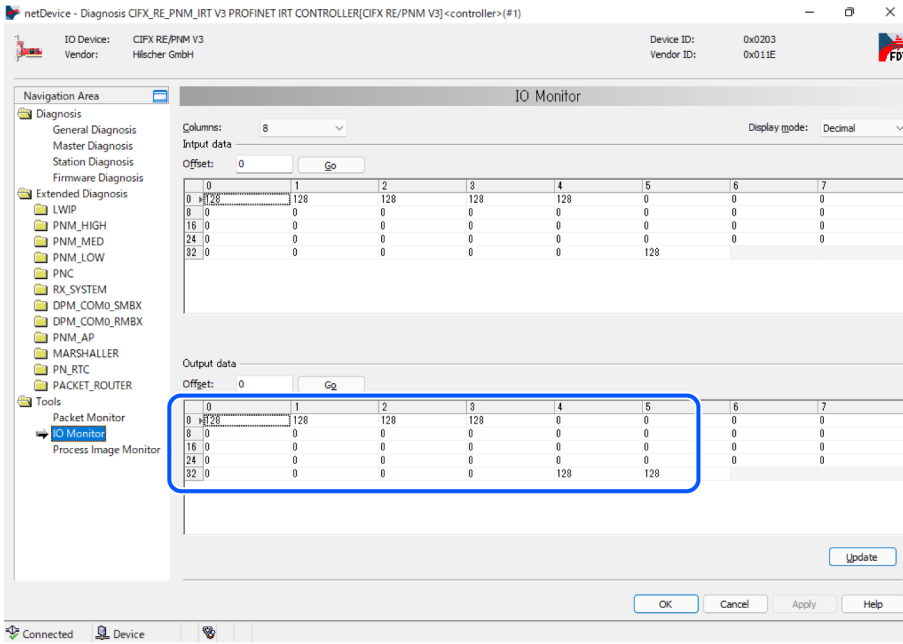 netDevice - Diagnosis CIFX_RE_PNM_IRT V3 PROFINET IRT CONTROLLER[CIFX RE/PNM V3]<controller>(#1)
IO Device: CIFX RE/PNM V3 Device ID: 0x0203
Vendor: Hilscher GmbH Vendor ID: 0x011E
FDT
Navigation Area
Diagnosis
General Diagnosis
Master Diagnosis
Station Diagnosis
Firmware Diagnosis
Extended Diagnosis
LWIP
PNM_HIGH
PNM_MED
PNM_LOW
PNC
RX_SYSTEM
DPM_COM0_SMBX
DPM_COM0_RMBX
PNM_AP
MARSHALLER
PN_RTC
PACKET_ROUTER
Tools
Packet Monitor
IO Monitor
Process Image Monitor
IO Monitor
Columns: 8 Display mode: Decimal
Intput data
Offset: 0 Go
0 1 2 3 4 5 6 7
0 128 128 128 128 128 0 0 0
8 0 0 0 0 0 0 0 0
16 0 0 0 0 0 0 0 0
24 0 0 0 0 0 0 0 0
32 0 0 0 0 0 128
Output data
Offset: 0 Go
0 1 2 3 4 5 6 7
0 128 128 128 128 0 0 0 0
8 0 0 0 0 0 0 0 0
16 0 0 0 0 0 0 0 0
24 0 0 0 0 0 0 0 0
32 0 0 0 0 128 128
Update
OK Cancel Apply Help
Connected Device